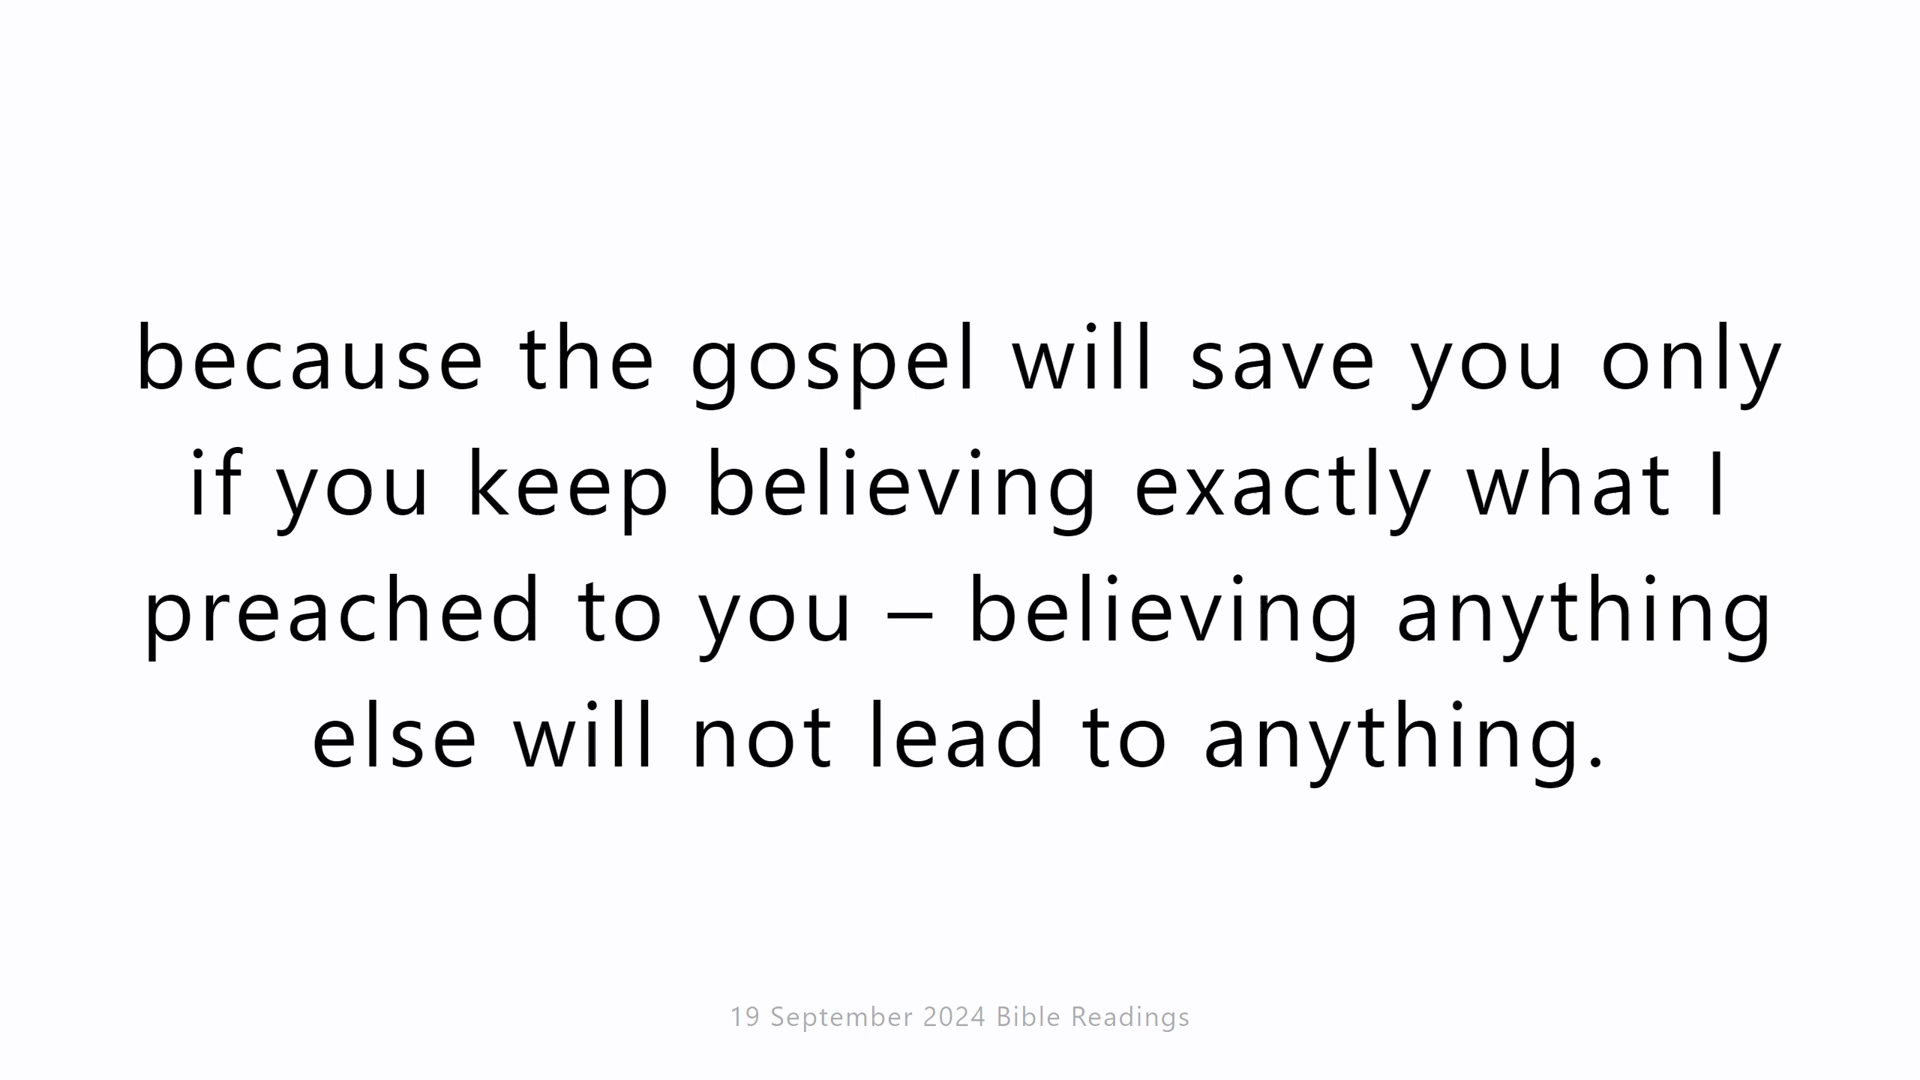 because the gospel will save you only
if you keep believing exactly what I
preached to you – believing anything
else will not lead to anything.
19 September 2024 Bible Readings